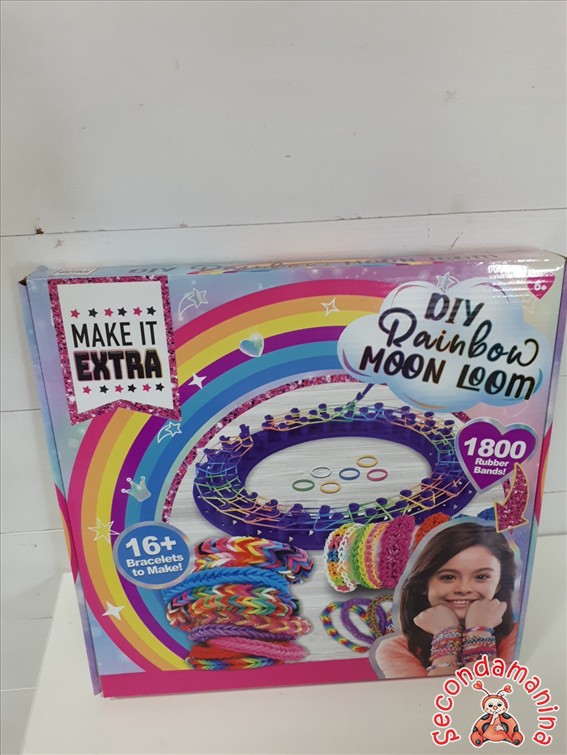 6+
MAKE IT
EXTRA
DIY
Rainbow
MOON LOOM
1800
Rubber
Bands!
16+
Bracelets
to Make!
Secondamanina